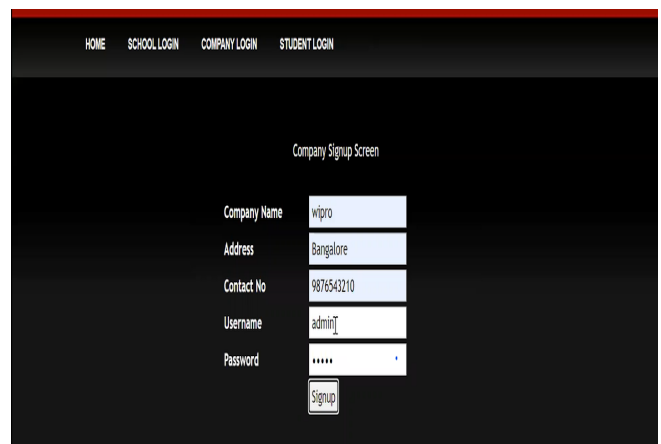 HOME SCHOOL LOGIN COMPANY LOGIN STUDENT LOGIN
Company Signup Screen
Company Name wipro
Address Bangalore
Contact No 9876543210
Username admin
Password •••••
Signup